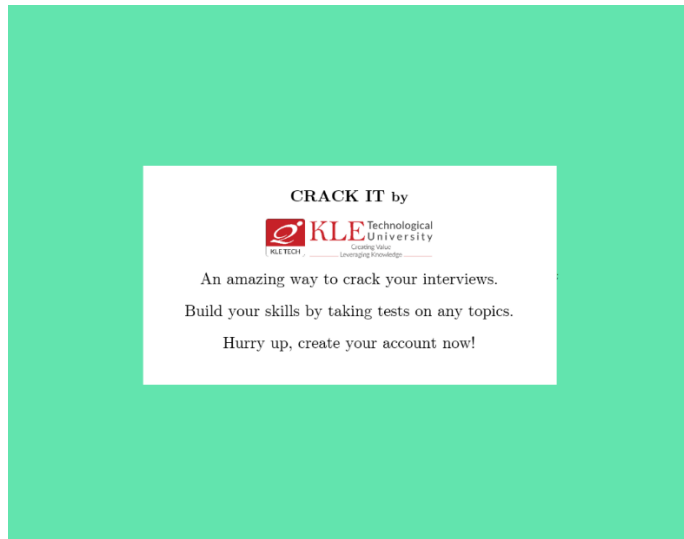 CRACK IT by
KLE Technological
University
KLE TECH
Creating Value
Leveraging Knowledge
An amazing way to crack your interviews.
Build your skills by taking tests on any topics.
Hurry up, create your account now!